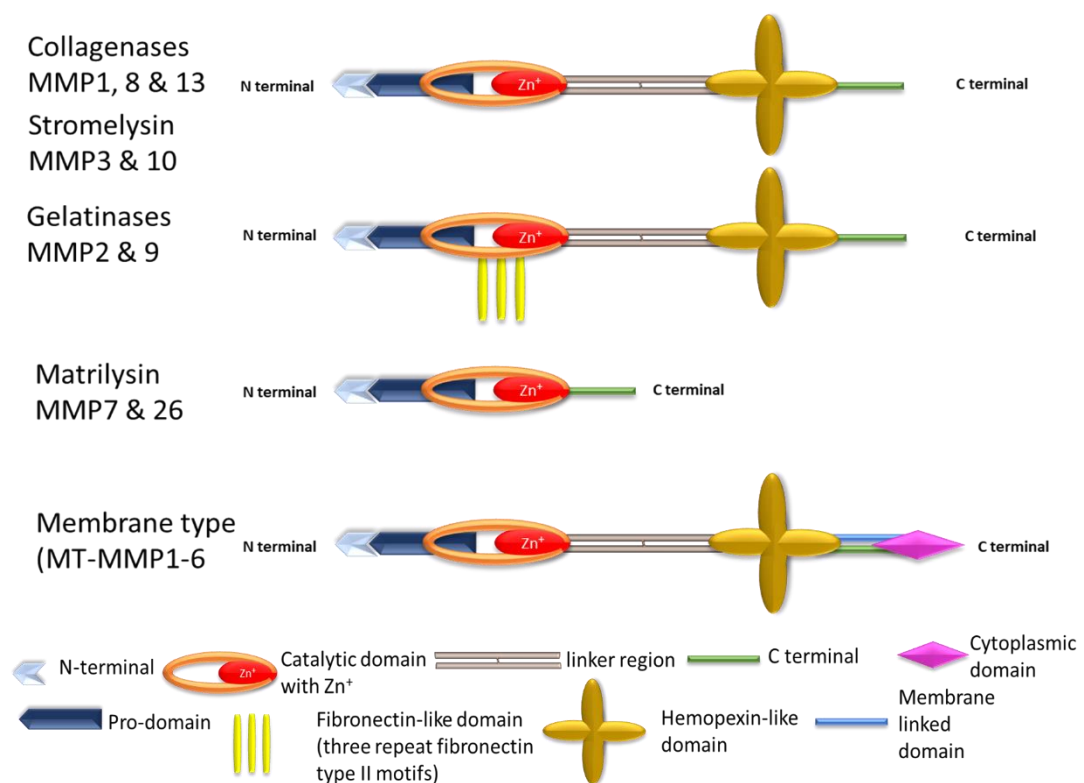 Collagenases
MMP1, 8 & 13
N terminal
Zn⁺
s
C terminal
Stromelysin
MMP3 & 10
Gelatinases
MMP2 & 9
N terminal
Zn⁺
s
C terminal
Matrilysin
MMP7 & 26
N terminal
Zn⁺
C terminal
Membrane type
(MT-MMP1-6
N terminal
Zn⁺
s
C terminal
N-terminal
Zn⁺
Catalytic domain
with Zn⁺
s
linker region
C terminal
Cytoplasmic
domain
Pro-domain
Fibronectin-like domain
(three repeat fibronectin
type II motifs)
Hemopexin-like
domain
Membrane
linked
domain